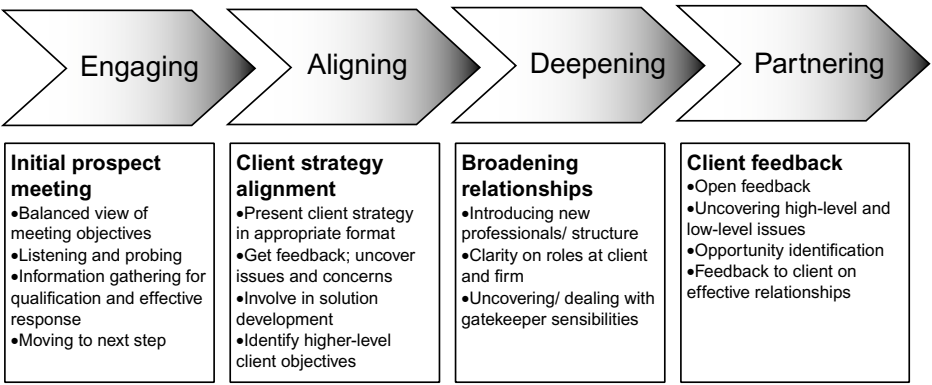 Engaging
Aligning
Deepening
Partnering
Initial prospect
meeting
•Balanced view of
meeting objectives
•Listening and probing
•Information gathering for
qualification and effective
response
•Moving to next step
Client strategy
alignment
•Present client strategy
in appropriate format
•Get feedback; uncover
issues and concerns
•Involve in solution
development
•Identify higher-level
client objectives
Broadening
relationships
•Introducing new
professionals/ structure
•Clarity on roles at client
and firm
•Uncovering/ dealing with
gatekeeper sensibilities
Client feedback
•Open feedback
•Uncovering high-level and
low-level issues
•Opportunity identification
•Feedback to client on
effective relationships